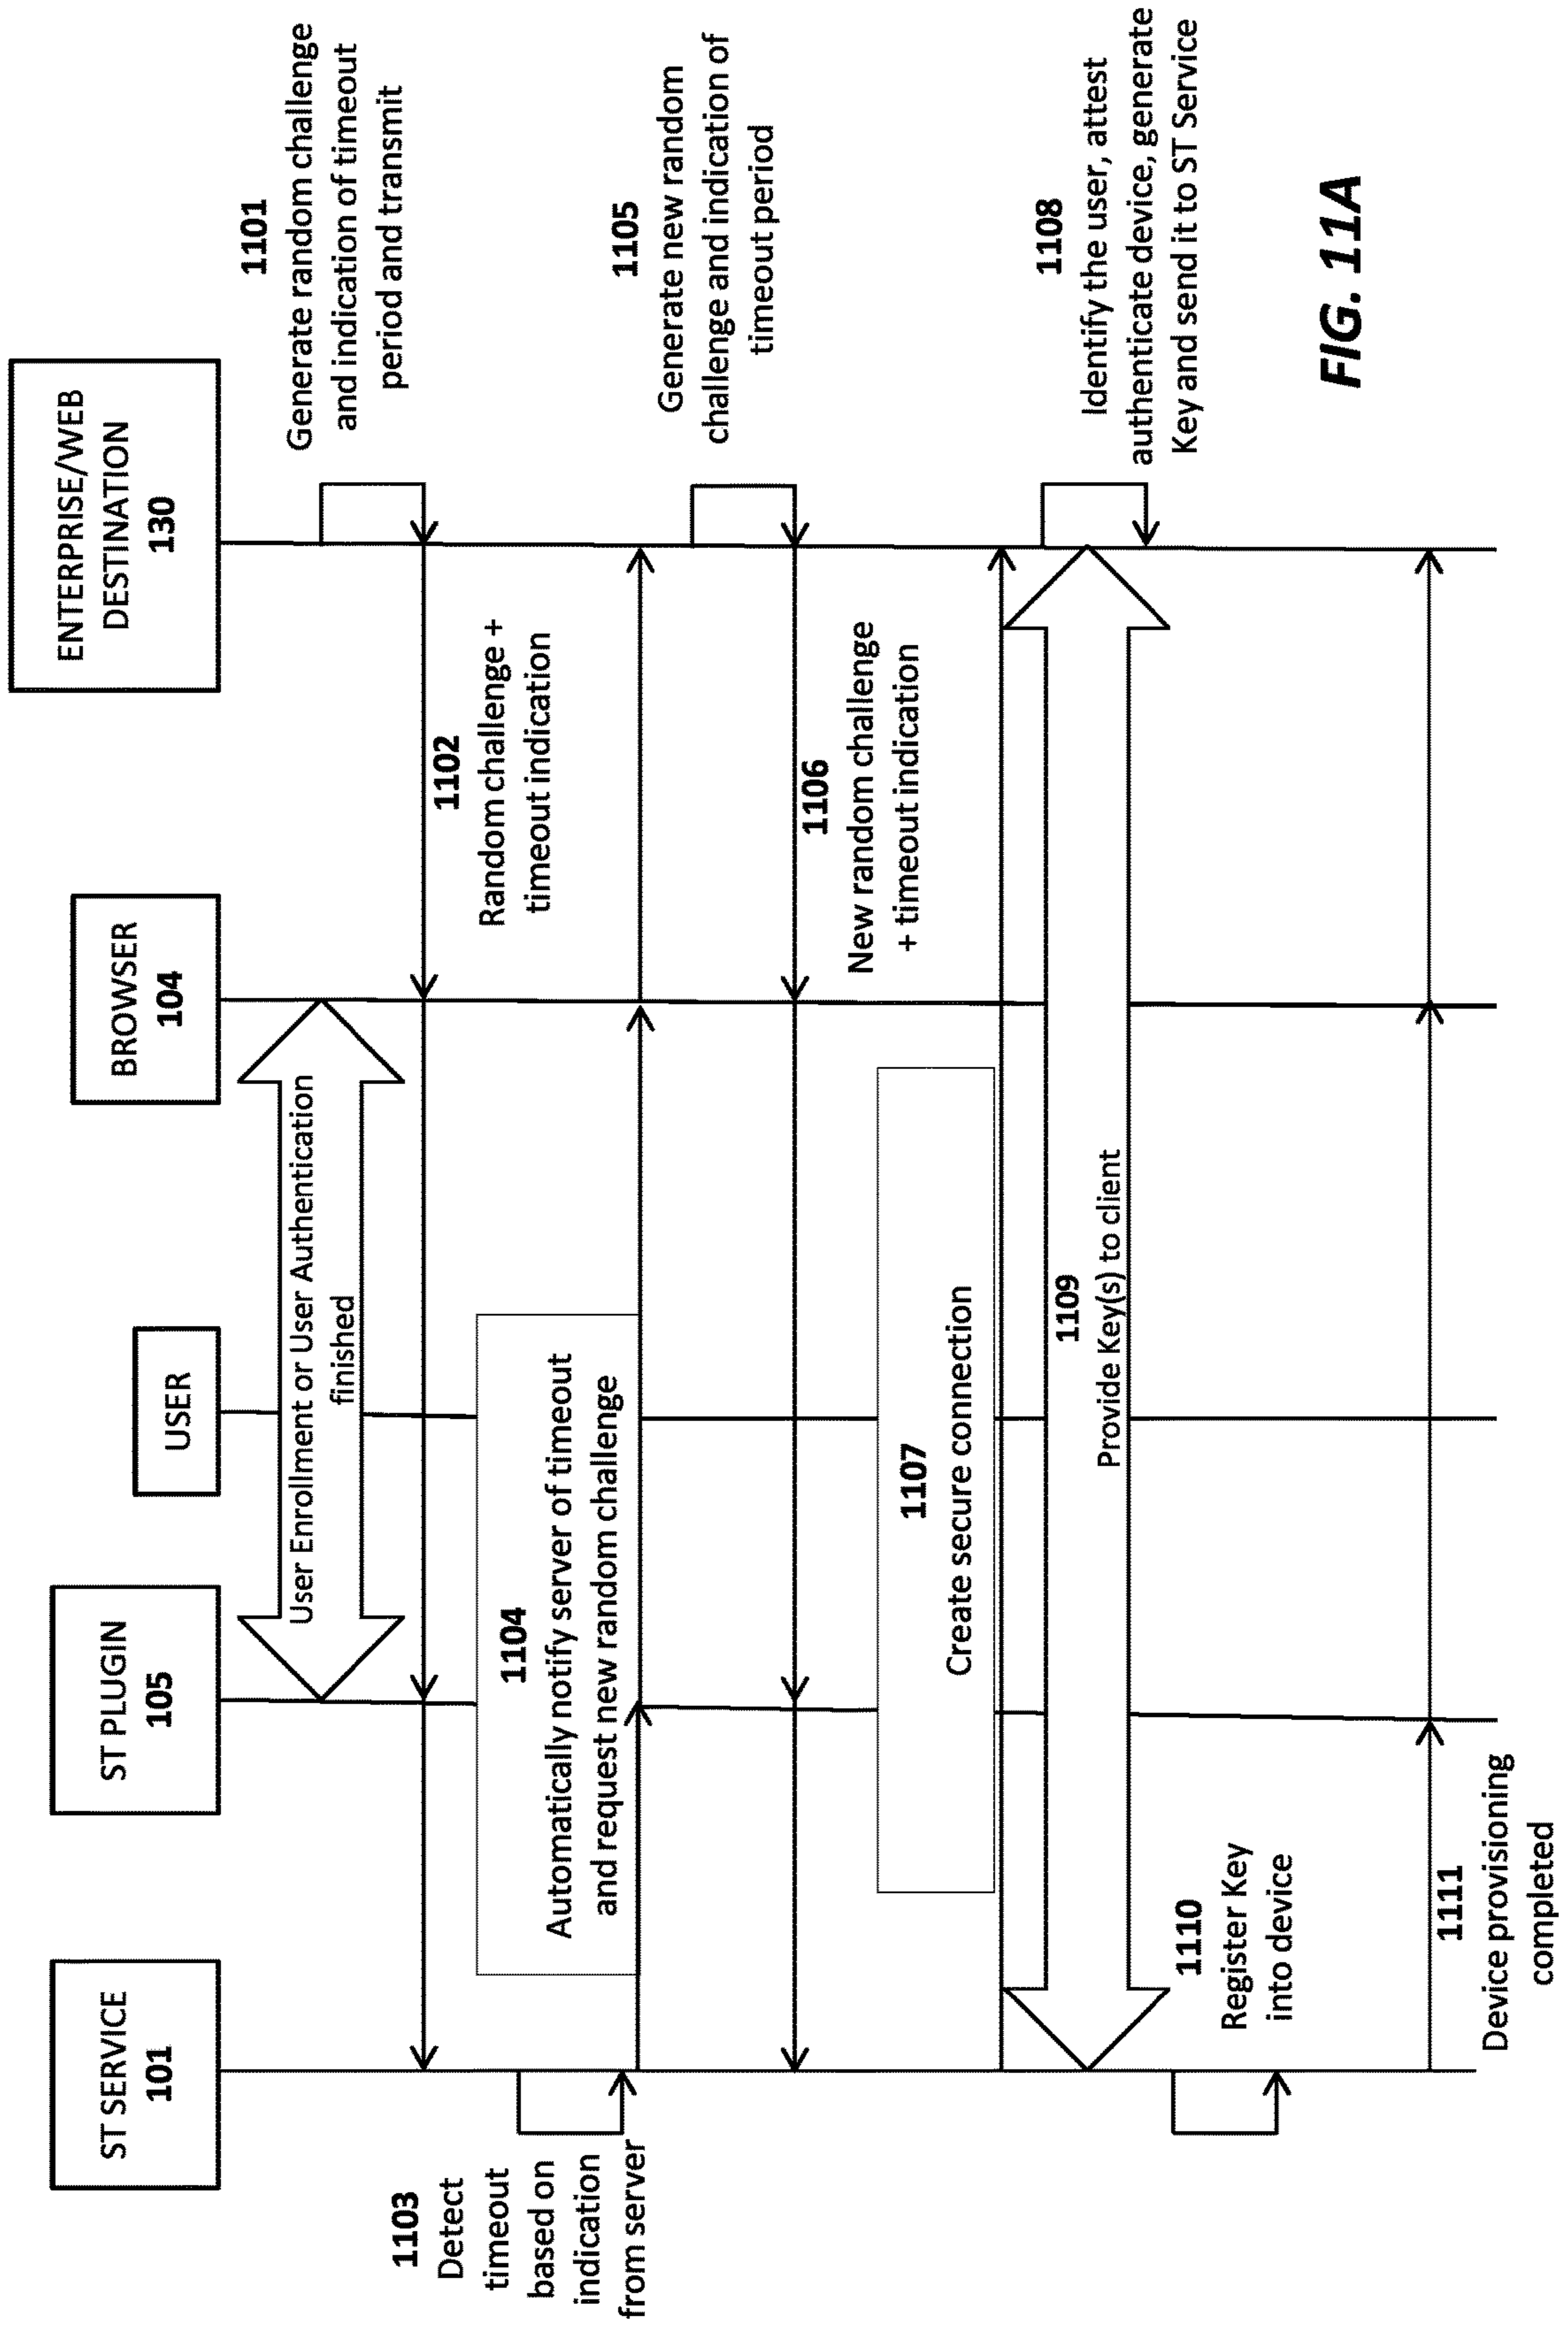 ST SERVICE
101
ST PLUGIN
105
USER
BROWSER
104
ENTERPRISE/WEB
DESTINATION
130
User Enrollment or User Authentication
finished
1101
Generate random challenge
and indication of timeout
period and transmit
1102
Random challenge +
timeout indication
1103
Detect
timeout
based on
indication
from server
1104
Automatically notify server of timeout
and request new random challenge
1105
Generate new random
challenge and indication of
timeout period
1106
New random challenge
+ timeout indication
1107
Create secure connection
1108
Identify the user, attest
authenticate device, generate
Key and send it to ST Service
1109
Provide Key(s) to client
1110
Register Key
into device
1111
Device provisioning
completed
FIG. 11A